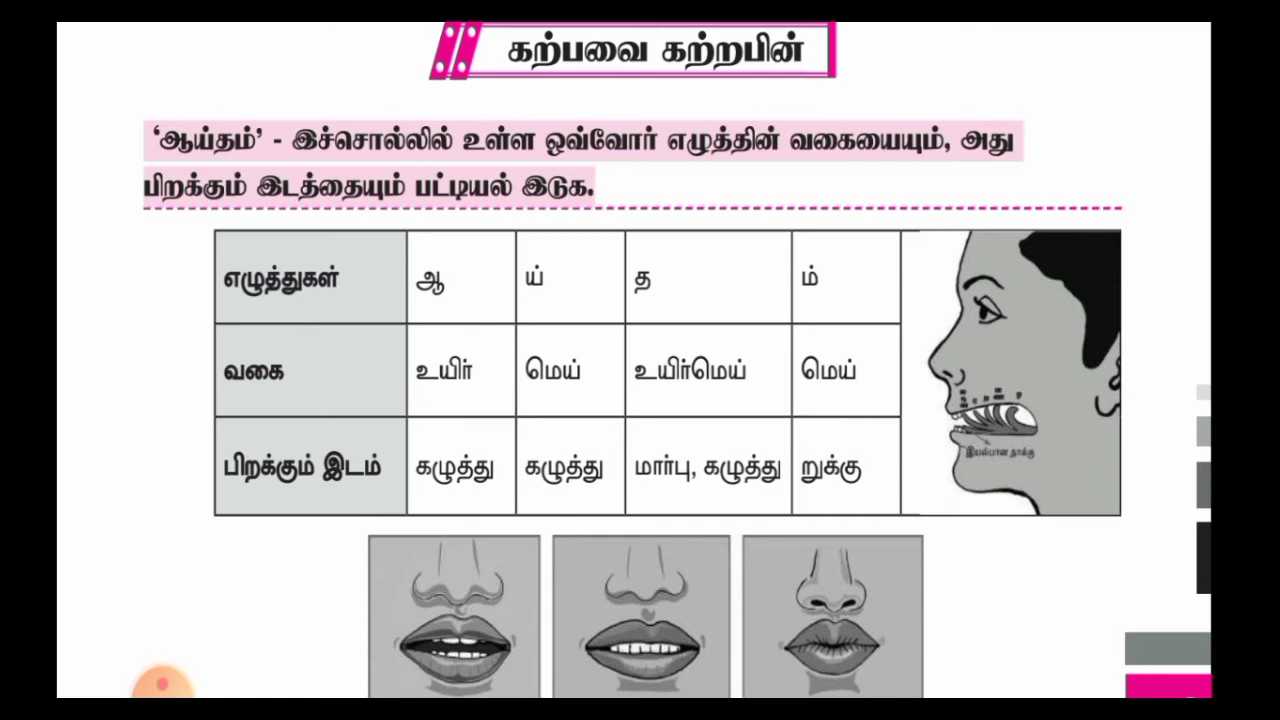 கற்பவை கற்றபின்
‘ஆய்தம்’ - இச்சொல்லில் உள்ள ஒவ்வோர் எழுத்தின் வகையையும், அது
பிறக்கும் இடத்தையும் பட்டியல் இடுக.
எழுத்துகள் ஆ ய் த ம்
வகை உயிர் மெய் உயிர்மெய் மெய்
பிறக்கும் இடம் கழுத்து கழுத்து மார்பு, கழுத்து றுக்கு
இயல்பான நாக்கு